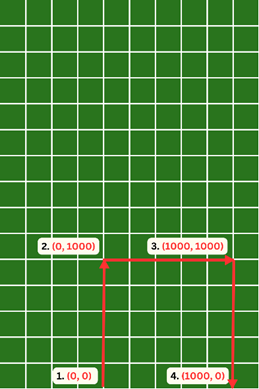 2. (0, 1000)
3. (1000, 1000)
1. (0, 0)
4. (1000, 0)